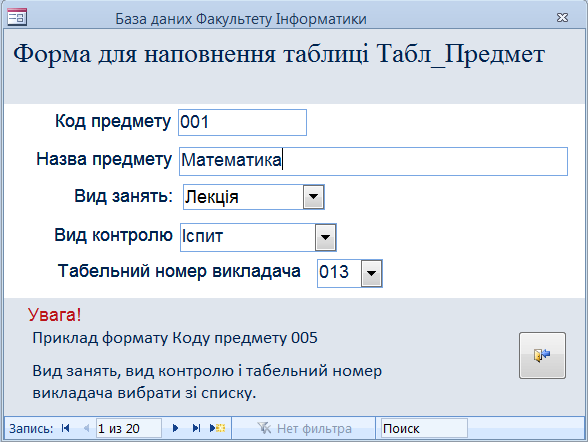 База даних Факультету Інформатики
Форма для наповнення таблиці Табл_Предмет
Код предмету 001
Назва предмету Математика
Вид занять: Лекція
Вид контролю Іспит
Табельний номер викладача 013
Увага!
Приклад формату Коду предмету 005
Вид занять, вид контролю і табельний номер
викладача вибрати зі списку.
Запись: 1 из 20 Нет фильтра Поиск